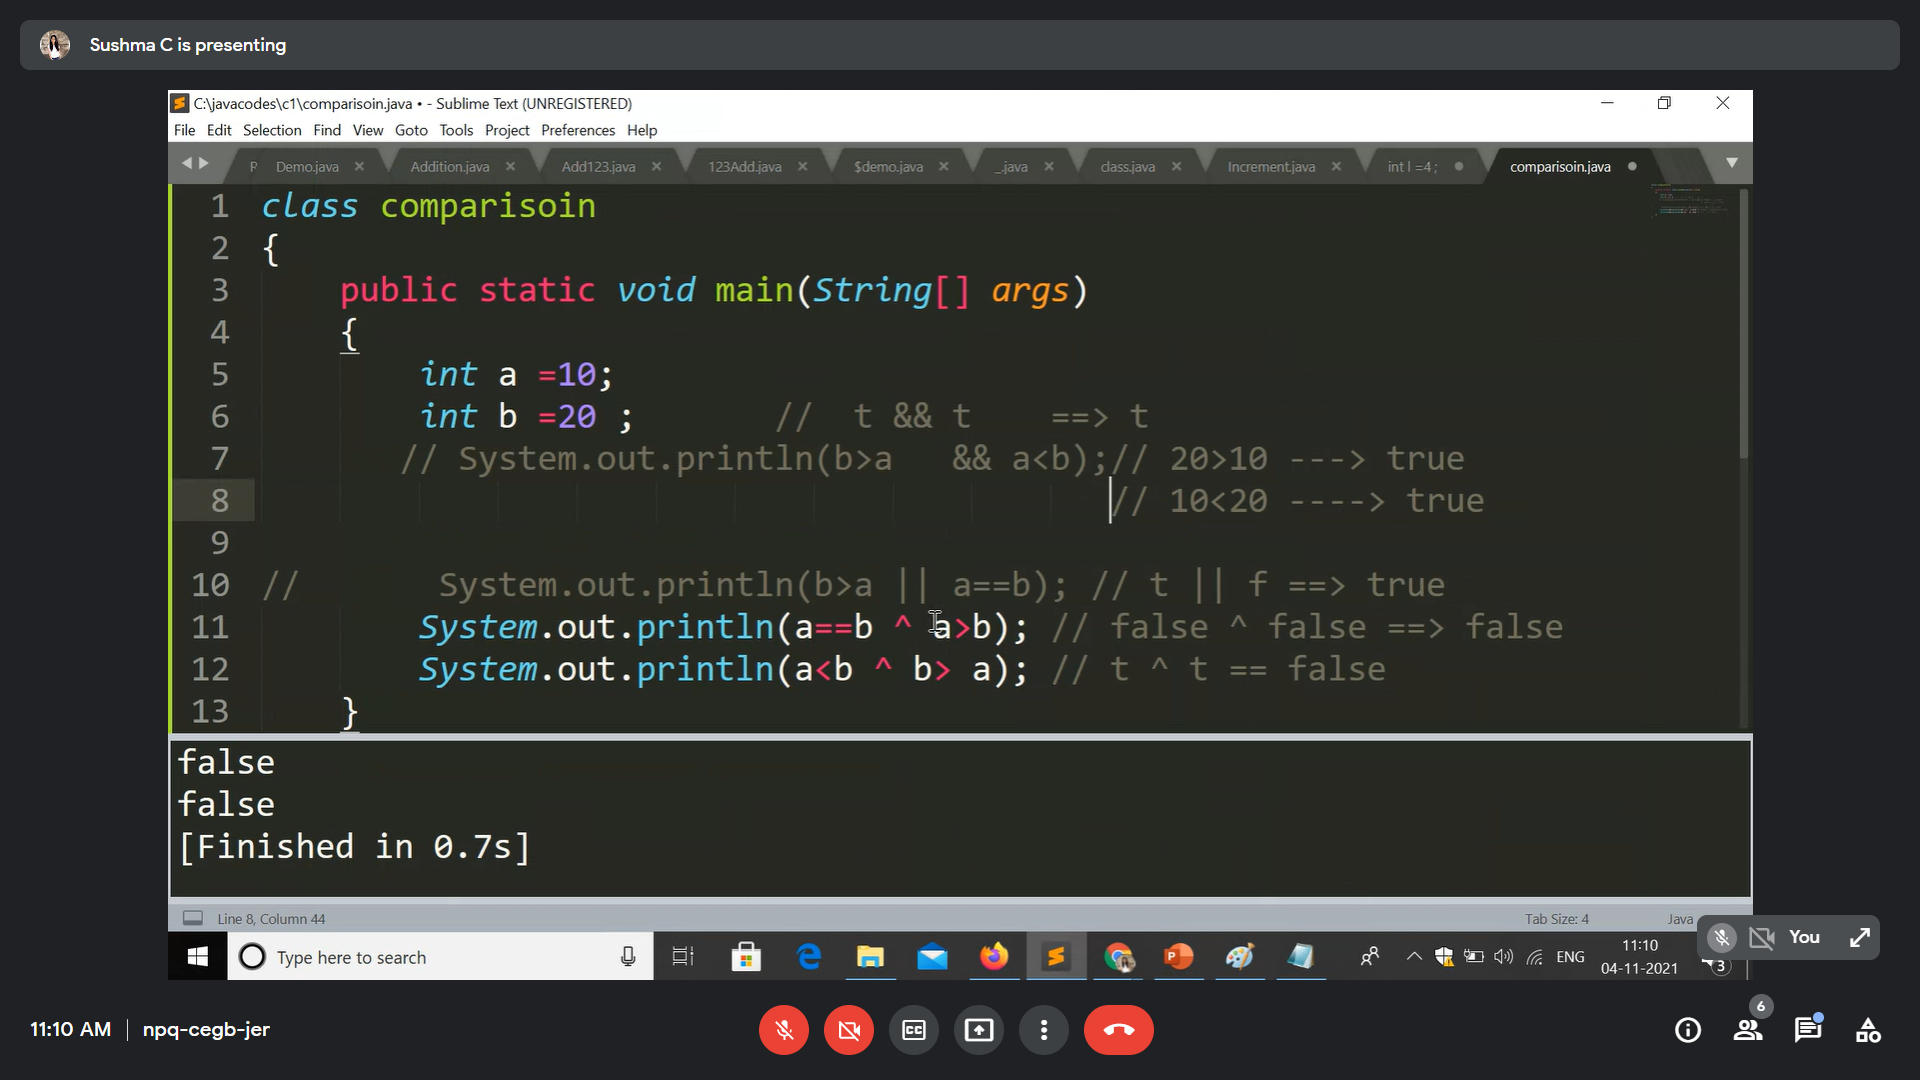 Sushma C is presenting
C:\javacodes\c1\comparisoin.java • - Sublime Text (UNREGISTERED)
File Edit Selection Find View Goto Tools Project Preferences Help
Demo.java Addition.java Add123.java 123Add.java $demo.java _.java class.java Increment.java int l =4 ; comparisoin.java
1 class comparisoin
2 {
3 public static void main(String[] args)
4 {
5 int a =10;
6 int b =20 ; // t && t ==> t
7 // System.out.println(b>a && a<b);// 20>10 ---> true
8 // 10<20 ----> true
9
10 // System.out.println(b>a || a==b); // t || f ==> true
11 System.out.println(a==b ^ a>b); // false ^ false ==> false
12 System.out.println(a<b ^ b> a); // t ^ t == false
13 }
false
false
[Finished in 0.7s]
Line 8, Column 44 Tab Size: 4 Java
You
Type here to search ENG 11:10
04-11-2021 3
11:10 AM npq-cegb-jer CC 6